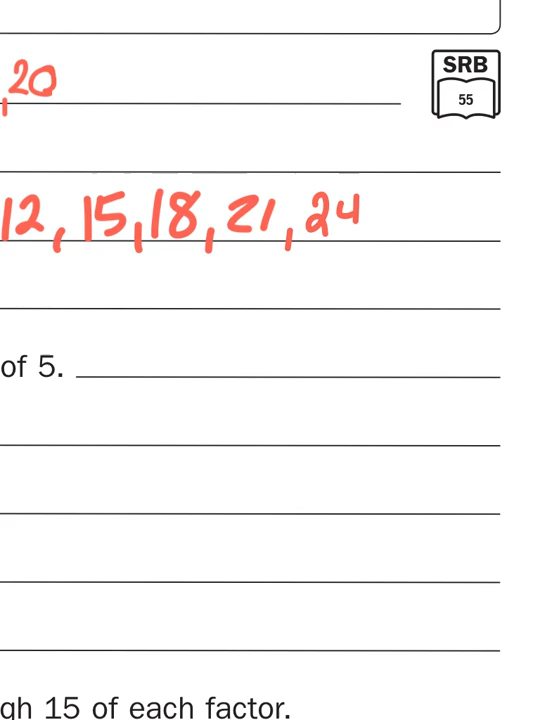 SRB
,20
55
12, 15, 18, 21, 24
of 5.
gh 15 of each factor.